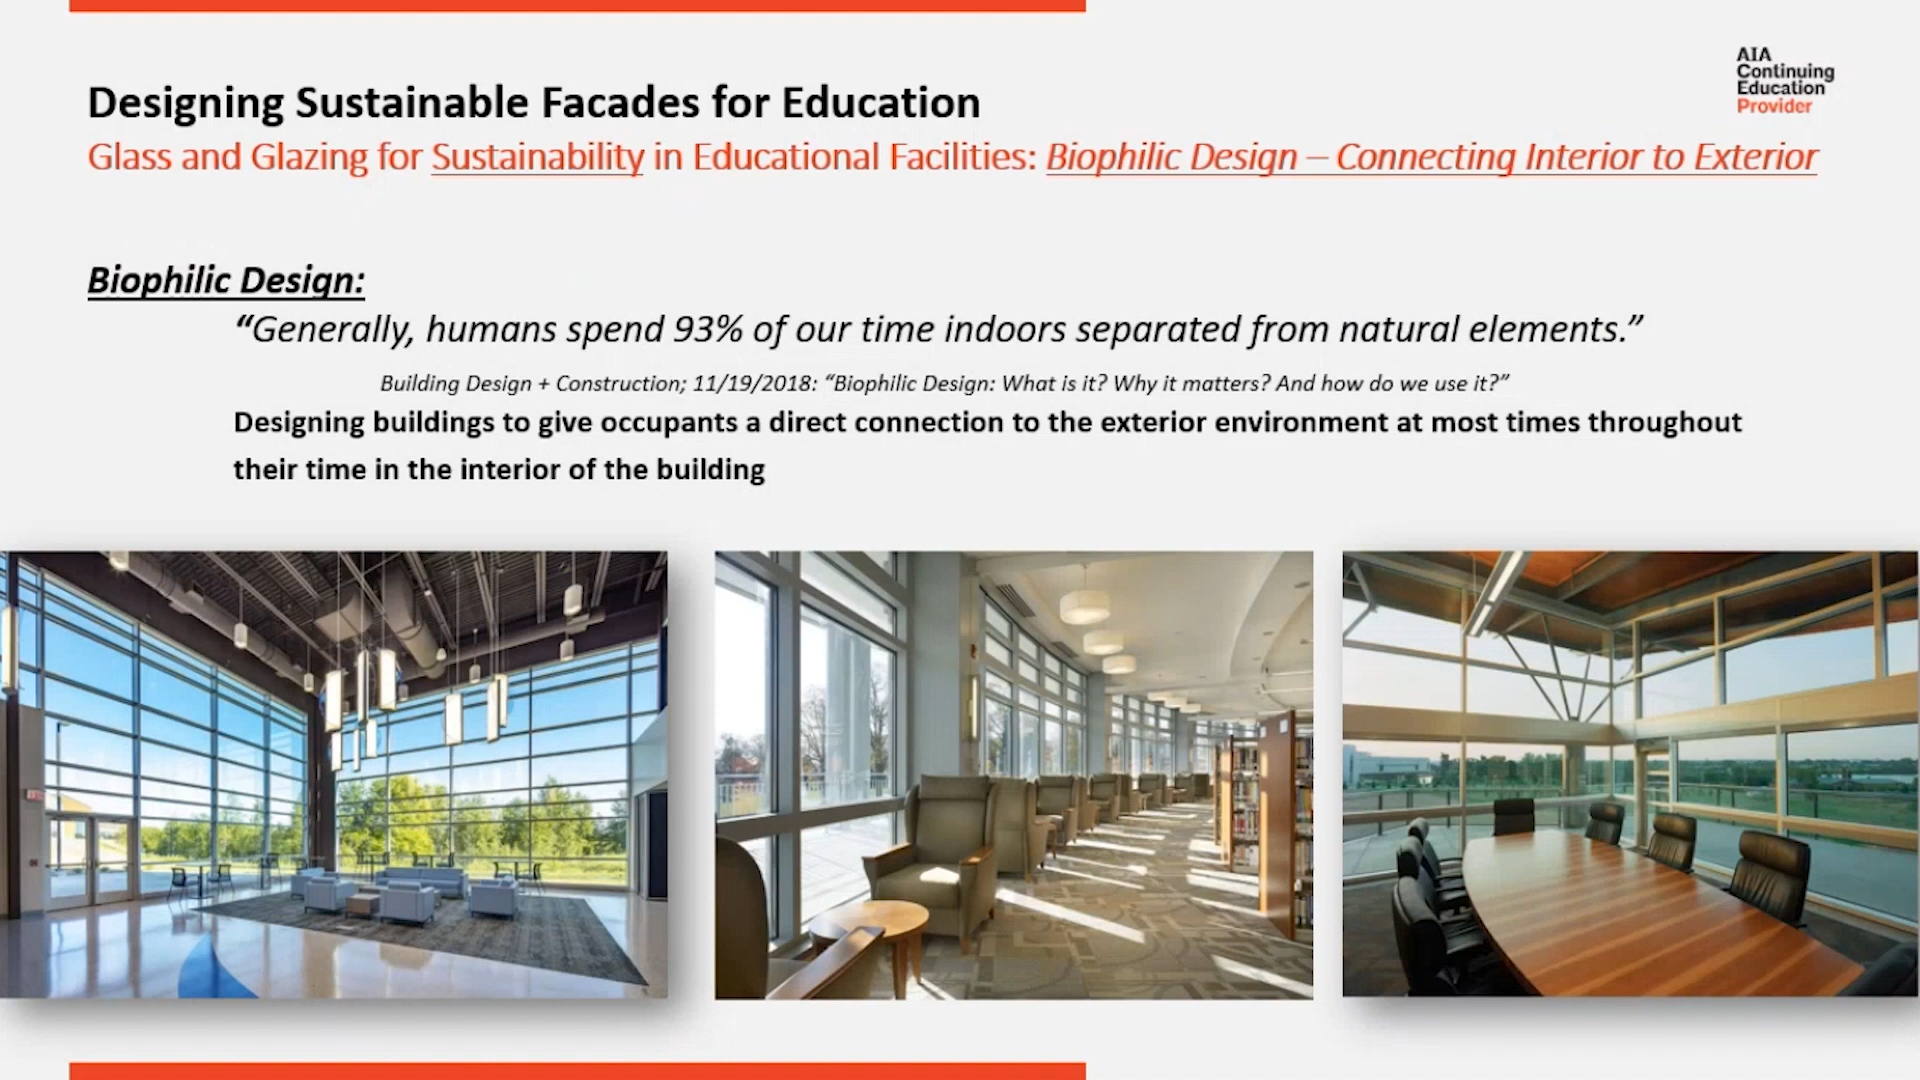 AIA
Continuing
Education
Provider
Designing Sustainable Facades for Education
Glass and Glazing for Sustainability in Educational Facilities: Biophilic Design – Connecting Interior to Exterior
Biophilic Design:
“Generally, humans spend 93% of our time indoors separated from natural elements.”
Building Design + Construction; 11/19/2018: “Biophilic Design: What is it? Why it matters? And how do we use it?”
Designing buildings to give occupants a direct connection to the exterior environment at most times throughout
their time in the interior of the building